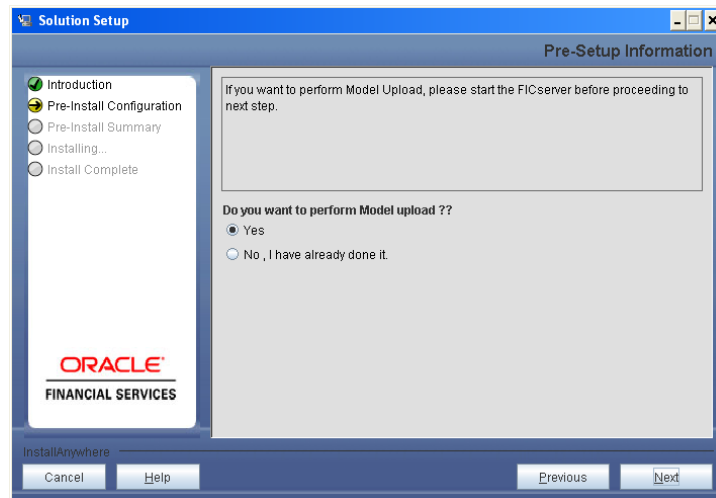 Solution Setup
Pre-Setup Information
Introduction
Pre-Install Configuration
Pre-Install Summary
Installing...
Install Complete
If you want to perform Model Upload, please start the FICserver before proceeding to
next step.
Do you want to perform Model upload ??
Yes
No , I have already done it.
ORACLE®
FINANCIAL SERVICES
InstallAnywhere
Cancel
Help
Previous
Next